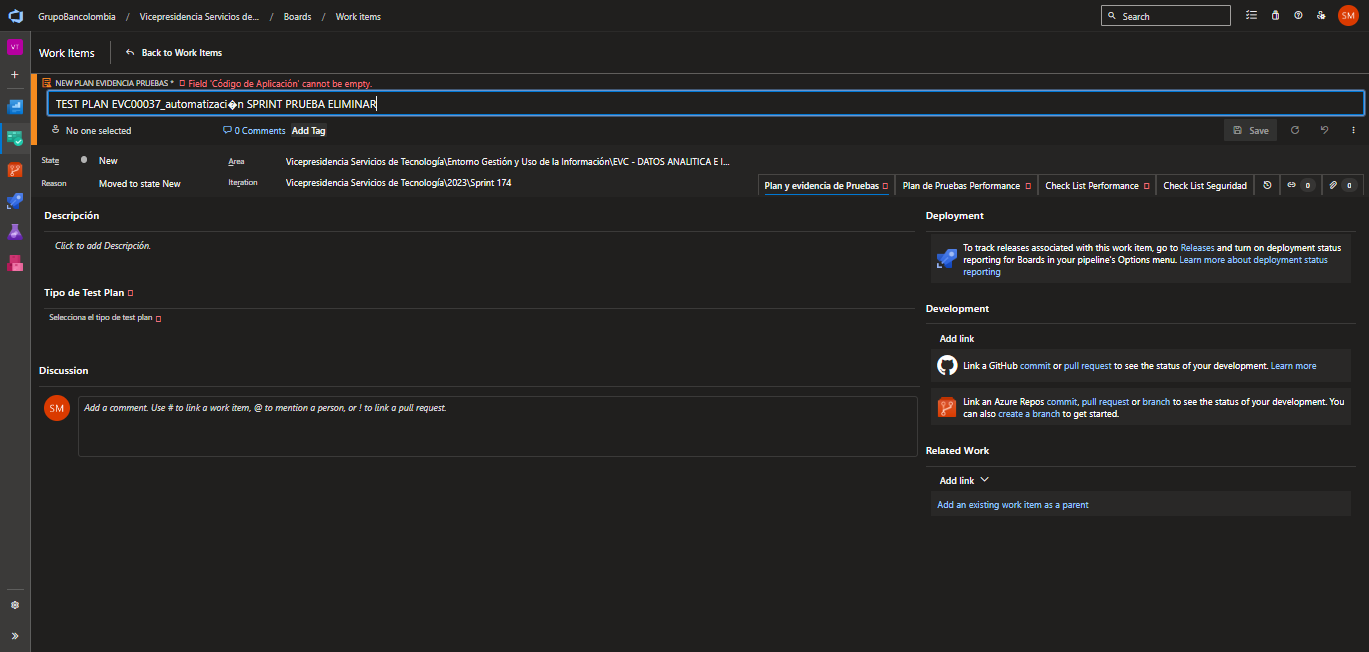 GrupoBancolombia / Vicepresidencia Servicios de... / Boards / Work items
Search
SM
VT
Work Items
Back to Work Items
NEW PLAN EVIDENCIA PRUEBAS * Field 'Código de Aplicación' cannot be empty.
TEST PLAN EVC00037_automatizaci�n SPRINT PRUEBA ELIMINAR
No one selected
0 Comments
Add Tag
Save
State
New
Area
Vicepresidencia Servicios de Tecnología\Entorno Gestión y Uso de la Información\EVC - DATOS ANALITICA E I...
Reason
Moved to state New
Iteration
Vicepresidencia Servicios de Tecnología\2023\Sprint 174
Plan y evidencia de Pruebas
Plan de Pruebas Performance
Check List Performance
Check List Seguridad
0
0
Descripción
Click to add Descripción.
Tipo de Test Plan
Selecciona el tipo de test plan
Discussion
SM
Add a comment. Use # to link a work item, @ to mention a person, or ! to link a pull request.
Deployment
To track releases associated with this work item, go to Releases and turn on deployment status
reporting for Boards in your pipeline's Options menu. Learn more about deployment status
reporting
Development
Add link
Link a GitHub commit or pull request to see the status of your development. Learn more
Link an Azure Repos commit, pull request or branch to see the status of your development. You
can also create a branch to get started.
Related Work
Add link
Add an existing work item as a parent